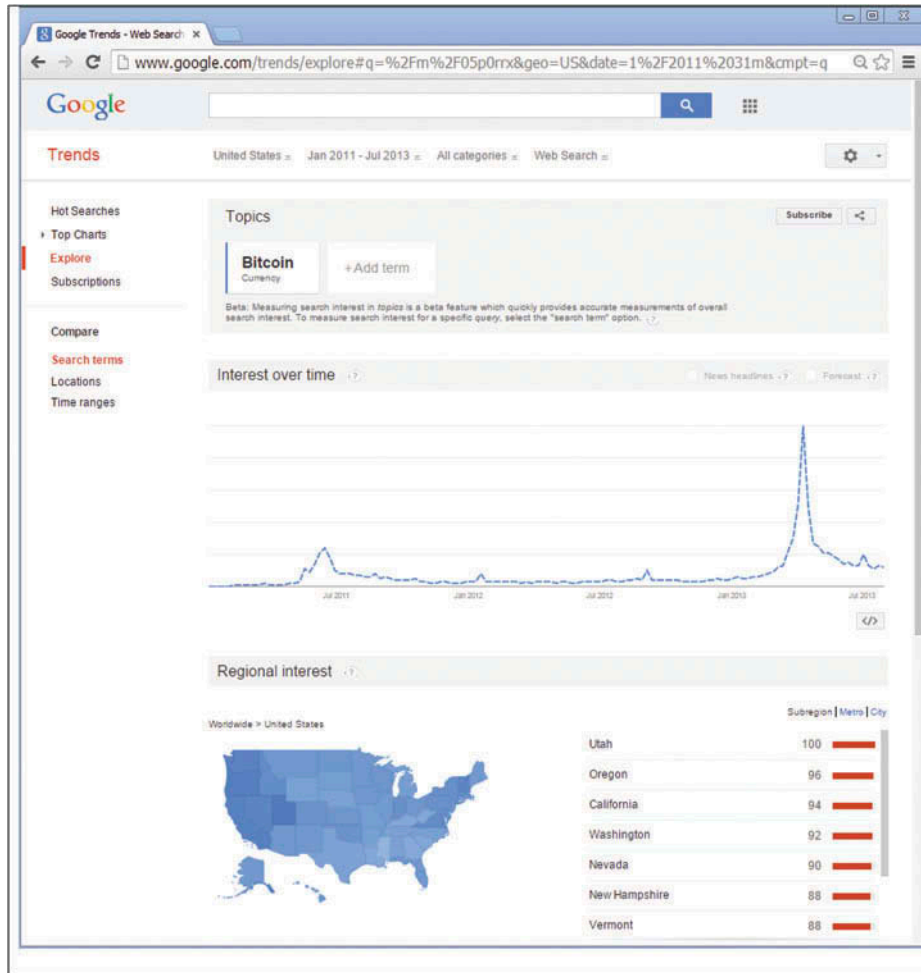 Google Trends - Web Search
www.google.com/trends/explore#q=%2Fm%2F05p0rrx&geo=US&date=1%2F2011%2031m&cmpt=q
Google
Trends
United States Jan 2011 - Jul 2013 All categories Web Search
Hot Searches
Top Charts
Explore
Subscriptions
Compare
Search terms
Locations
Time ranges
Topics
Subscribe
Bitcoin
Currency
+Add term
Beta: Measuring search interest in topics is a beta feature which quickly provides accurate measurements of overall
search interest. To measure search interest for a specific query, select the "search term" option. ?
Interest over time ?
News headlines ? Forecast ?
Jul 2011 Jan 2012 Jul 2012 Jan 2013 Jul 2013
</>
Regional interest ?
Subregion | Metro | City
Worldwide > United States
Utah 100
Oregon 96
California 94
Washington 92
Nevada 90
New Hampshire 88
Vermont 88